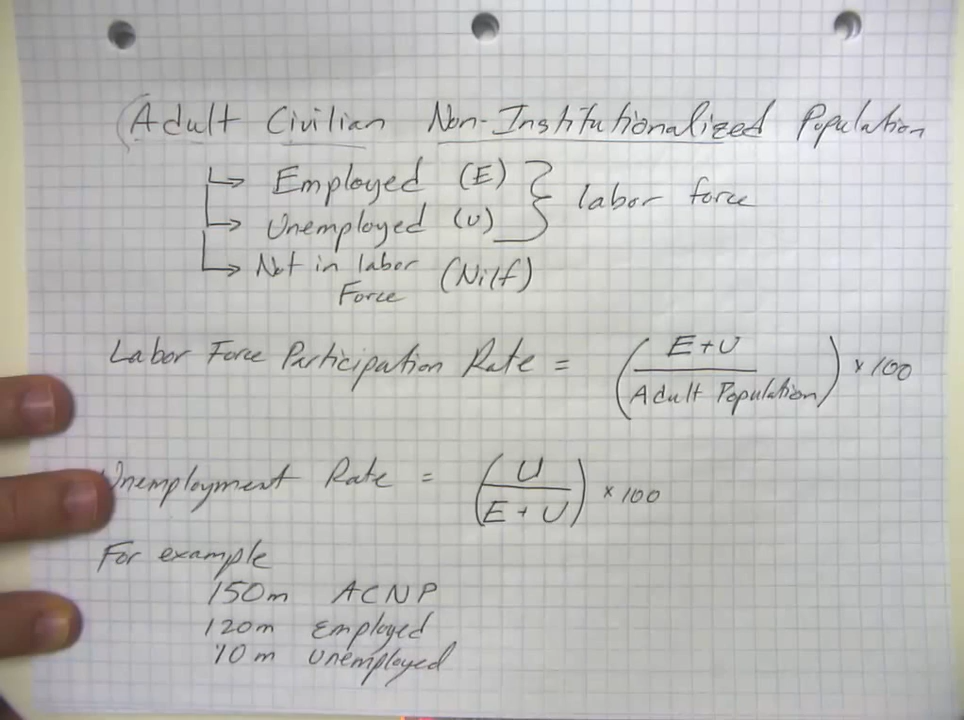 (Adult Civilian Non-Institutionalized Population
↳ Employed (E) } labor force
↳ Unemployed (U)
↳ Not in labor (Nilf)
Force
Labor Force Participation Rate = (E+U / Adult Population) × 100
Unemployment Rate = (U / E+U) × 100
For example
150m ACNP
120m Employed
10m Unemployed